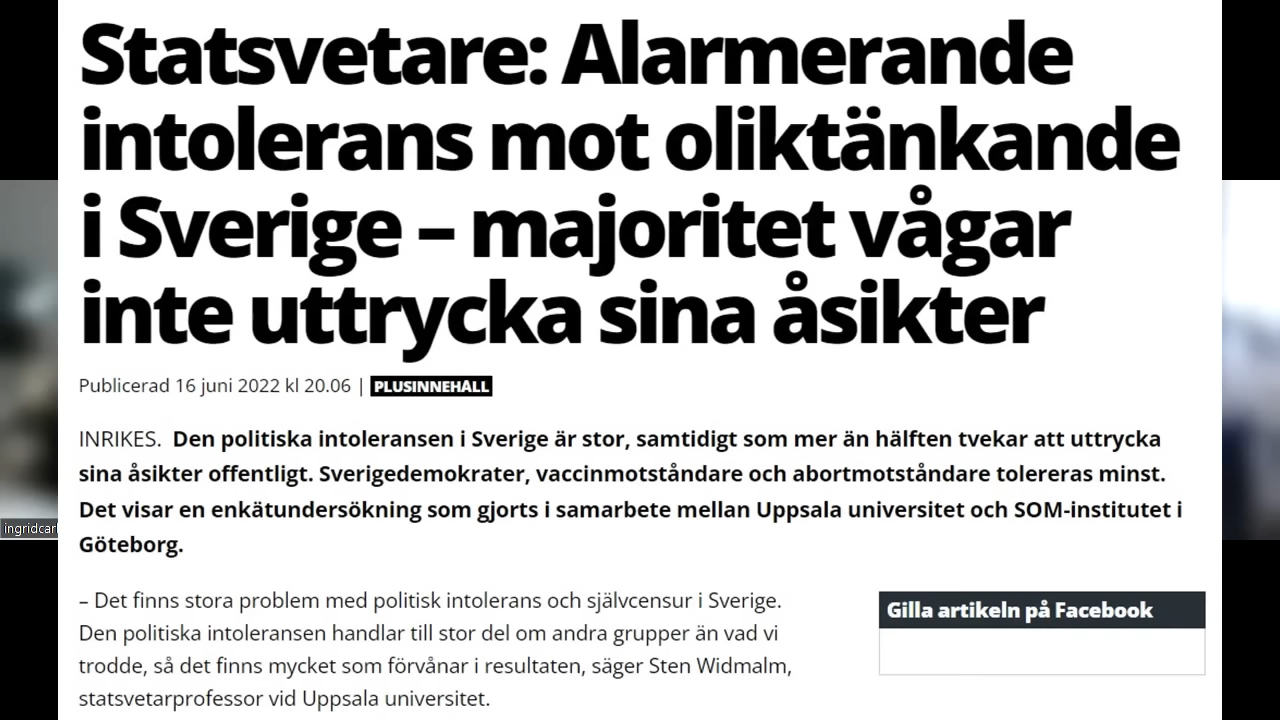 Statsvetare: Alarmerande
intolerans mot oliktänkande
i Sverige – majoritet vågar
inte uttrycka sina åsikter
Publicerad 16 juni 2022 kl 20.06 | PLUSINNEHÅLL
INRIKES. Den politiska intoleransen i Sverige är stor, samtidigt som mer än hälften tvekar att uttrycka
sina åsikter offentligt. Sverigedemokrater, vaccinmotståndare och abortmotståndare tolereras minst.
Det visar en enkätundersökning som gjorts i samarbete mellan Uppsala universitet och SOM-institutet i
Göteborg.
– Det finns stora problem med politisk intolerans och självcensur i Sverige.
Den politiska intoleransen handlar till stor del om andra grupper än vad vi
trodde, så det finns mycket som förvånar i resultaten, säger Sten Widmalm,
statsvetarprofessor vid Uppsala universitet.
Gilla artikeln på Facebook